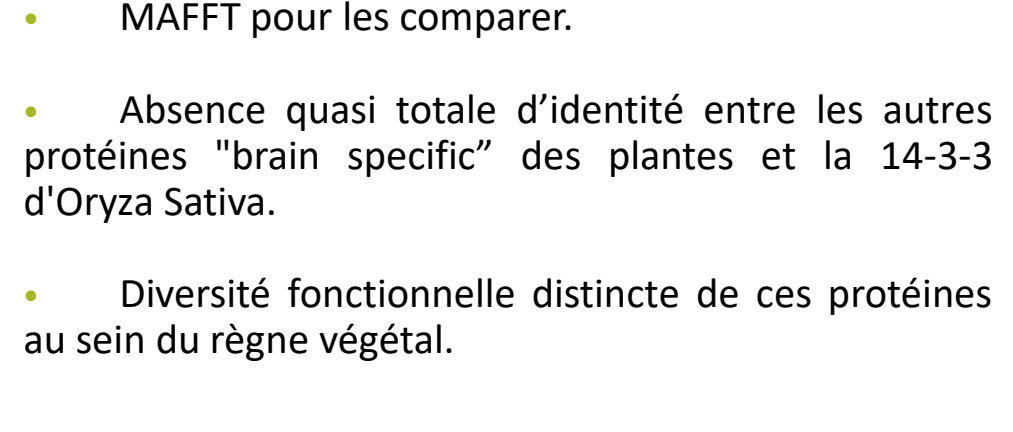 • MAFFT pour les comparer.
• Absence quasi totale d’identité entre les autres
protéines "brain specific” des plantes et la 14-3-3
d'Oryza Sativa.
• Diversité fonctionnelle distincte de ces protéines
au sein du règne végétal.